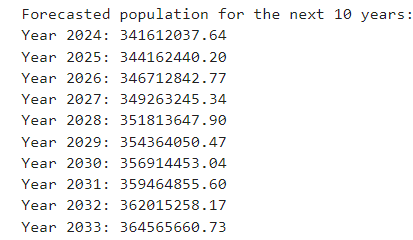 Forecasted population for the next 10 years:
Year 2024: 341612037.64
Year 2025: 344162440.20
Year 2026: 346712842.77
Year 2027: 349263245.34
Year 2028: 351813647.90
Year 2029: 354364050.47
Year 2030: 356914453.04
Year 2031: 359464855.60
Year 2032: 362015258.17
Year 2033: 364565660.73